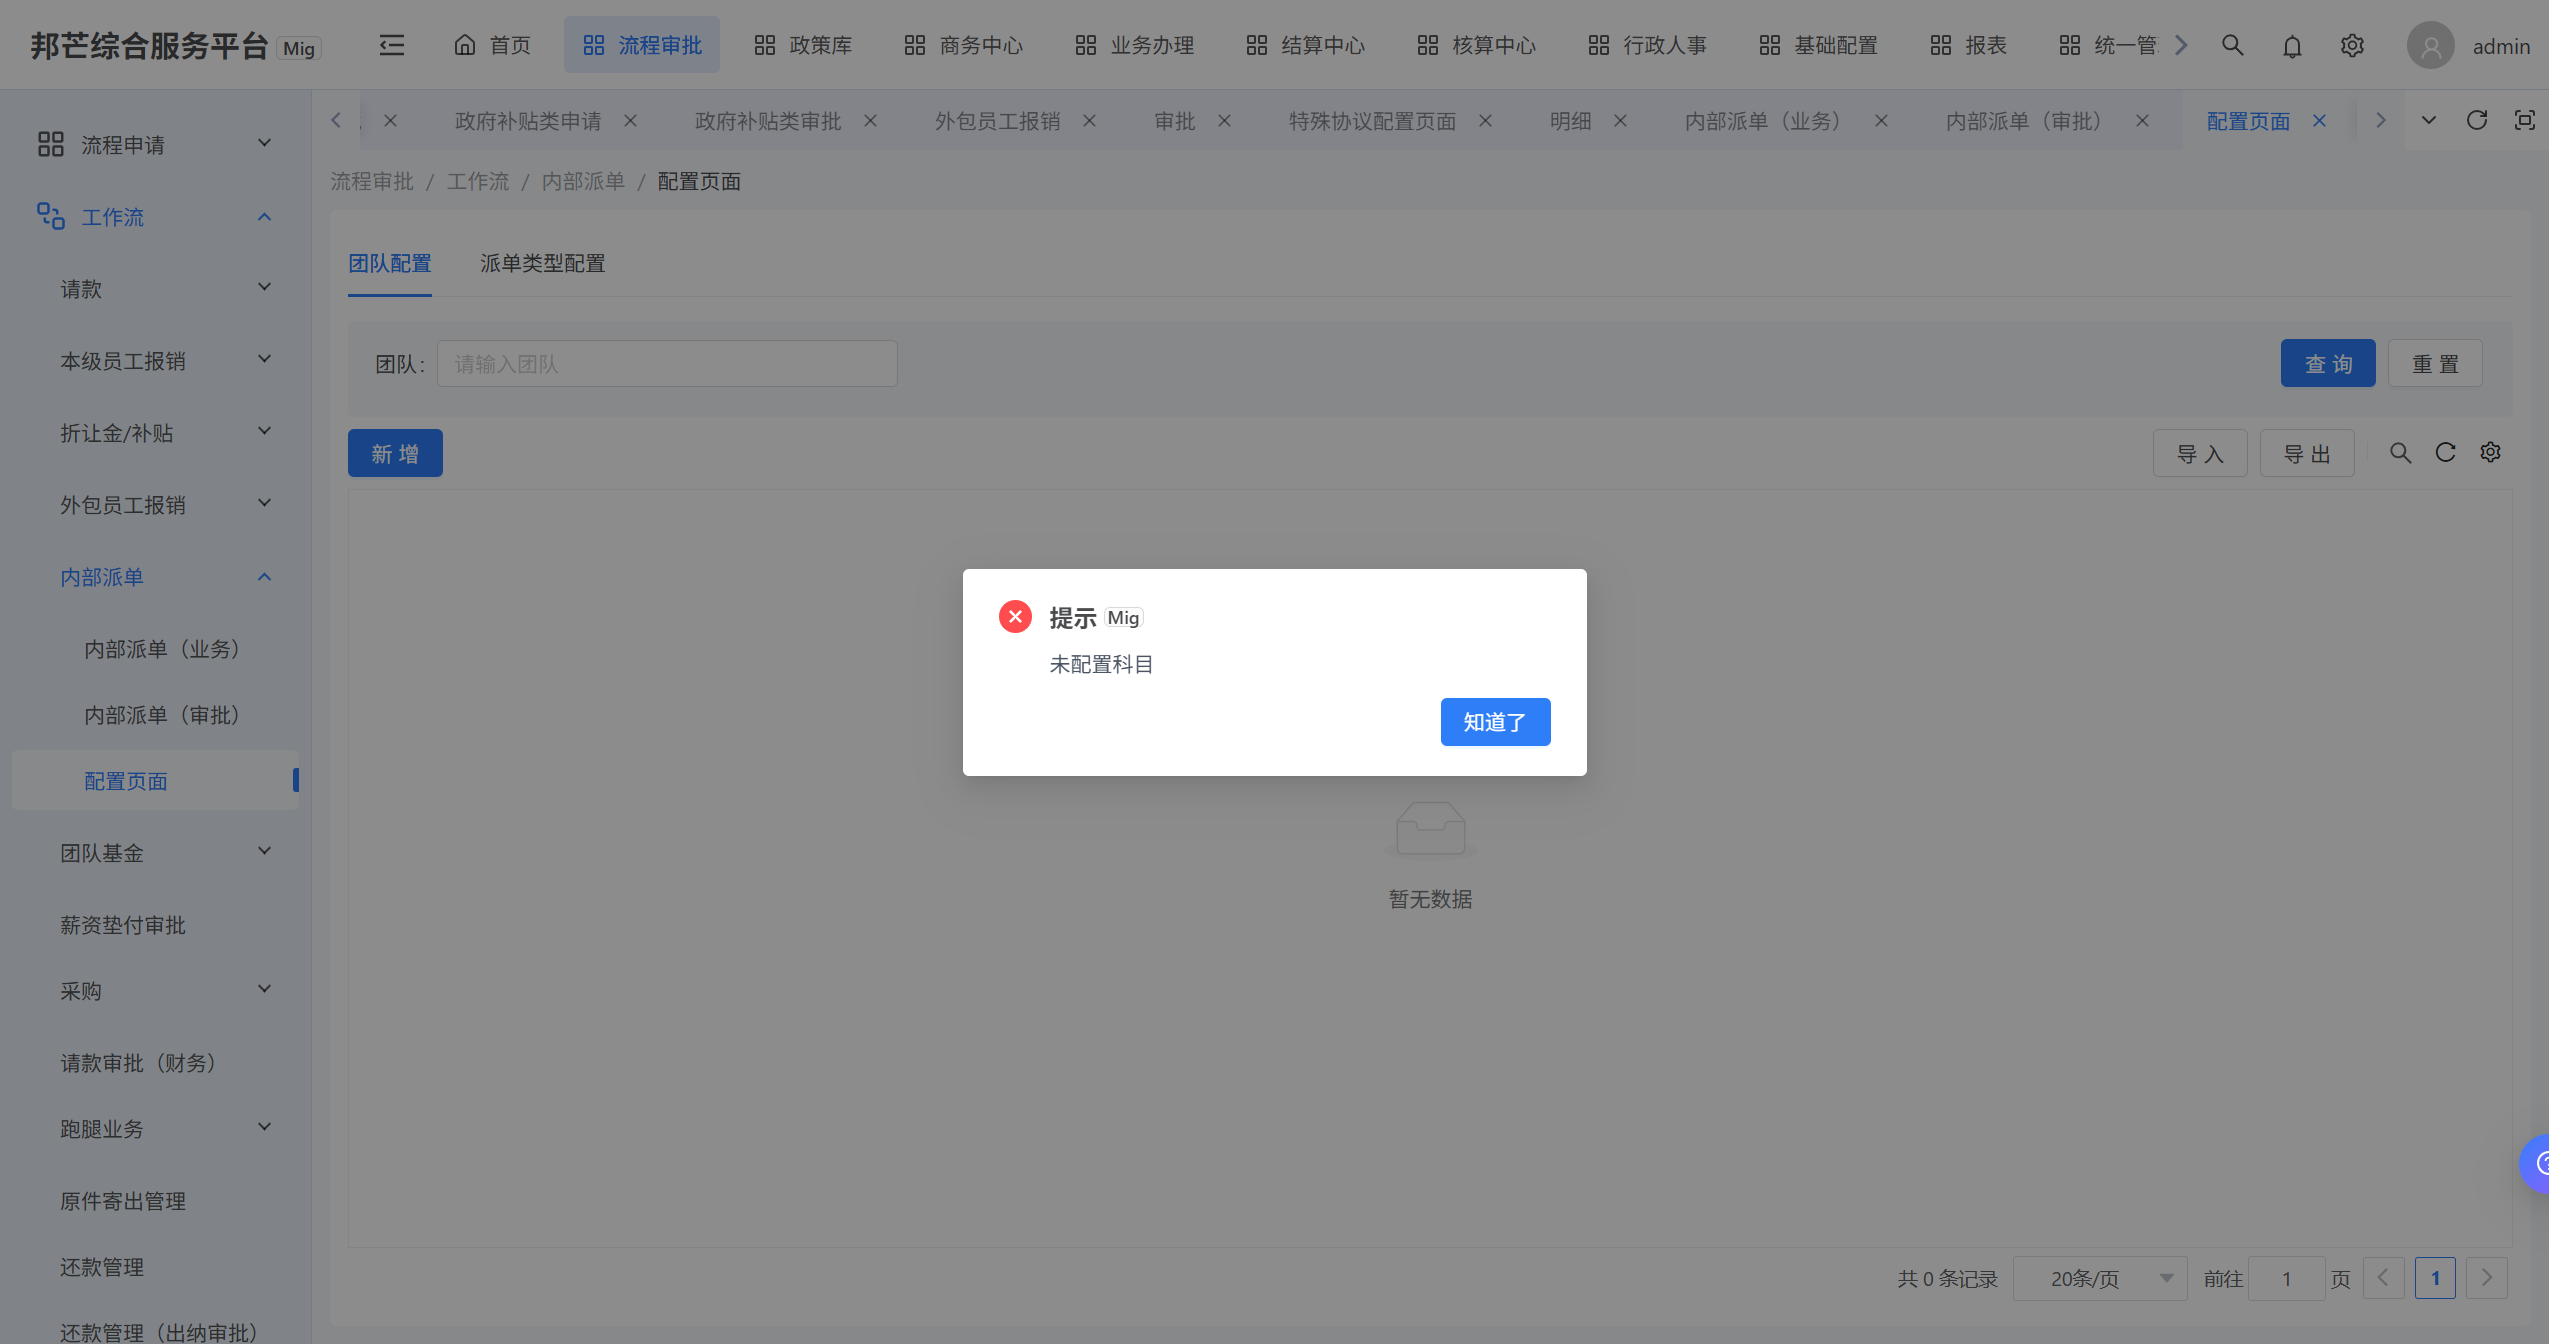 邦芒综合服务平台 Mig
首页 流程审批 政策库 商务中心 业务办理 结算中心 核算中心 行政人事 基础配置 报表 统一管 admin
政府补贴类申请 政府补贴类审批 外包员工报销 审批 特殊协议配置页面 明细 内部派单（业务） 内部派单（审批） 配置页面
流程审批 / 工作流 / 内部派单 / 配置页面
流程申请
工作流
请款
本级员工报销
折让金/补贴
外包员工报销
内部派单
内部派单（业务）
内部派单（审批）
配置页面
团队基金
薪资垫付审批
采购
请款审批（财务）
跑腿业务
原件寄出管理
还款管理
还款管理（出纳审批）
团队配置 派单类型配置
团队: 请输入团队 查 询 重 置
新 增 导 入 导 出
提示 Mig
未配置科目
知道了
暂无数据
共 0 条记录 20条/页 前往 1 页 1